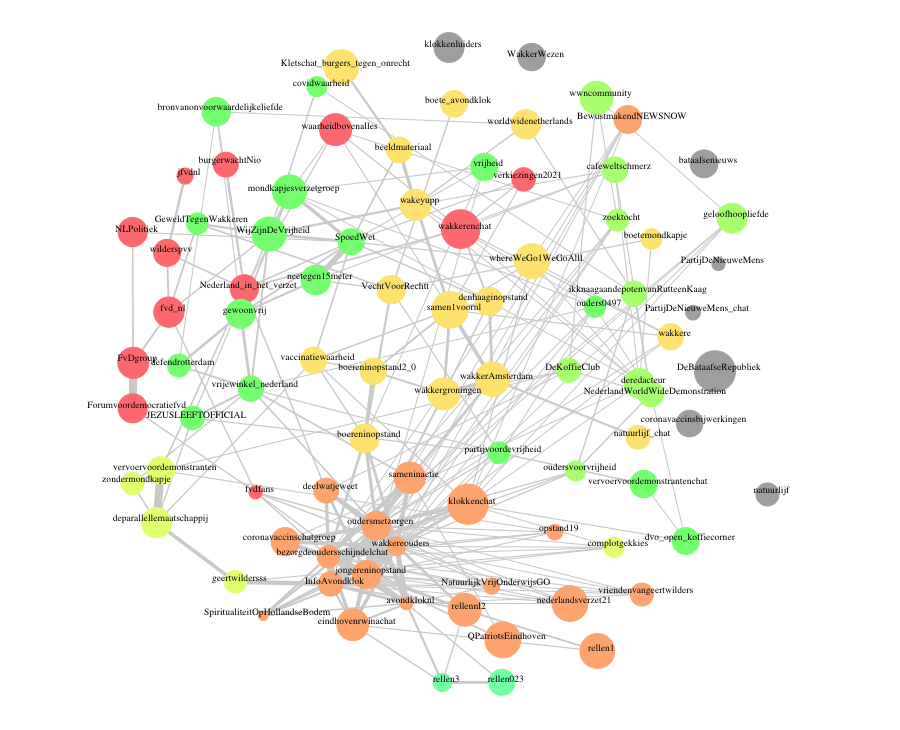 klokkenluiders
WakkerWezen
Kletschat_burgers_tegen_onrecht
covidwaarheid
wwncommunity
boete_avondklok
bronvanonvoorwaardelijkeliefde
BewustmakendNEWSNOW
worldwidenetherlands
waarheidbovenalles
beeldmateriaal
burgerwachtNio
vrijheid
bataafsenieuws
cafeweltschmerz
jfvdnl
verkiezingen2021
mondkapjesverzetgroep
wakeyupp
GeweldTegenWakkeren
zoektocht
geloofhoopliefde
NLPolitiek
WijZijnDeVrijheid
wakkerenchat
SpoedWet
boetemondkapje
wilderspvv
whereWeGo1WeGoAlll
PartijDeNieuweMens
neetegen15meter
Nederland_in_het_verzet
VechtVoorRecht
ikknaagaandepotenvanRutteenKaag
denhaaginopstand
ouders0497
fvd_nl
samen1voornl
PartijDeNieuweMens_chat
gewoonvrij
wakkere
FvDgroup
vaccinatiewaarheid
defendrotterdam
boereninopstand2_0
DeKoffieClub
DeBataafseRepubliek
wakkerAmsterdam
deredacteur
vrijewinkel_nederland
wakkergroningen
NederlandWorldWideDemonstration
Forumvoordemocratiefvd
JEZUSLEEFTOFFICIAL
coronavaccinsbijwerkingen
boereninopstand
natuurlijf_chat
partijvoordevrijheid
vervoervoordemonstranten
oudersvoorvrijheid
zondermondkapje
sameninactie
vervoervoordemonstrantenchat
deelwatjeweet
fvdfans
natuurlijf
klokkenchat
deparallellemaatschappij
oudersmetzorgen
opstand19
coronavaccinschatgroep
dvo_open_koffiecorner
wakkereouders
complotgekkies
bezorgdeoudersschijndelchat
jongereninopstand
geertwildersss
InfoAvondklok
NatuurlijkVrijOnderwijsGO
vriendenvangeertwilders
avondkloknl
nederlandsverzet21
SpiritualiteitOpHollandseBodem
rellennl2
eindhovenrwinachat
QPatriotsEindhoven
rellen1
rellen3
rellen023